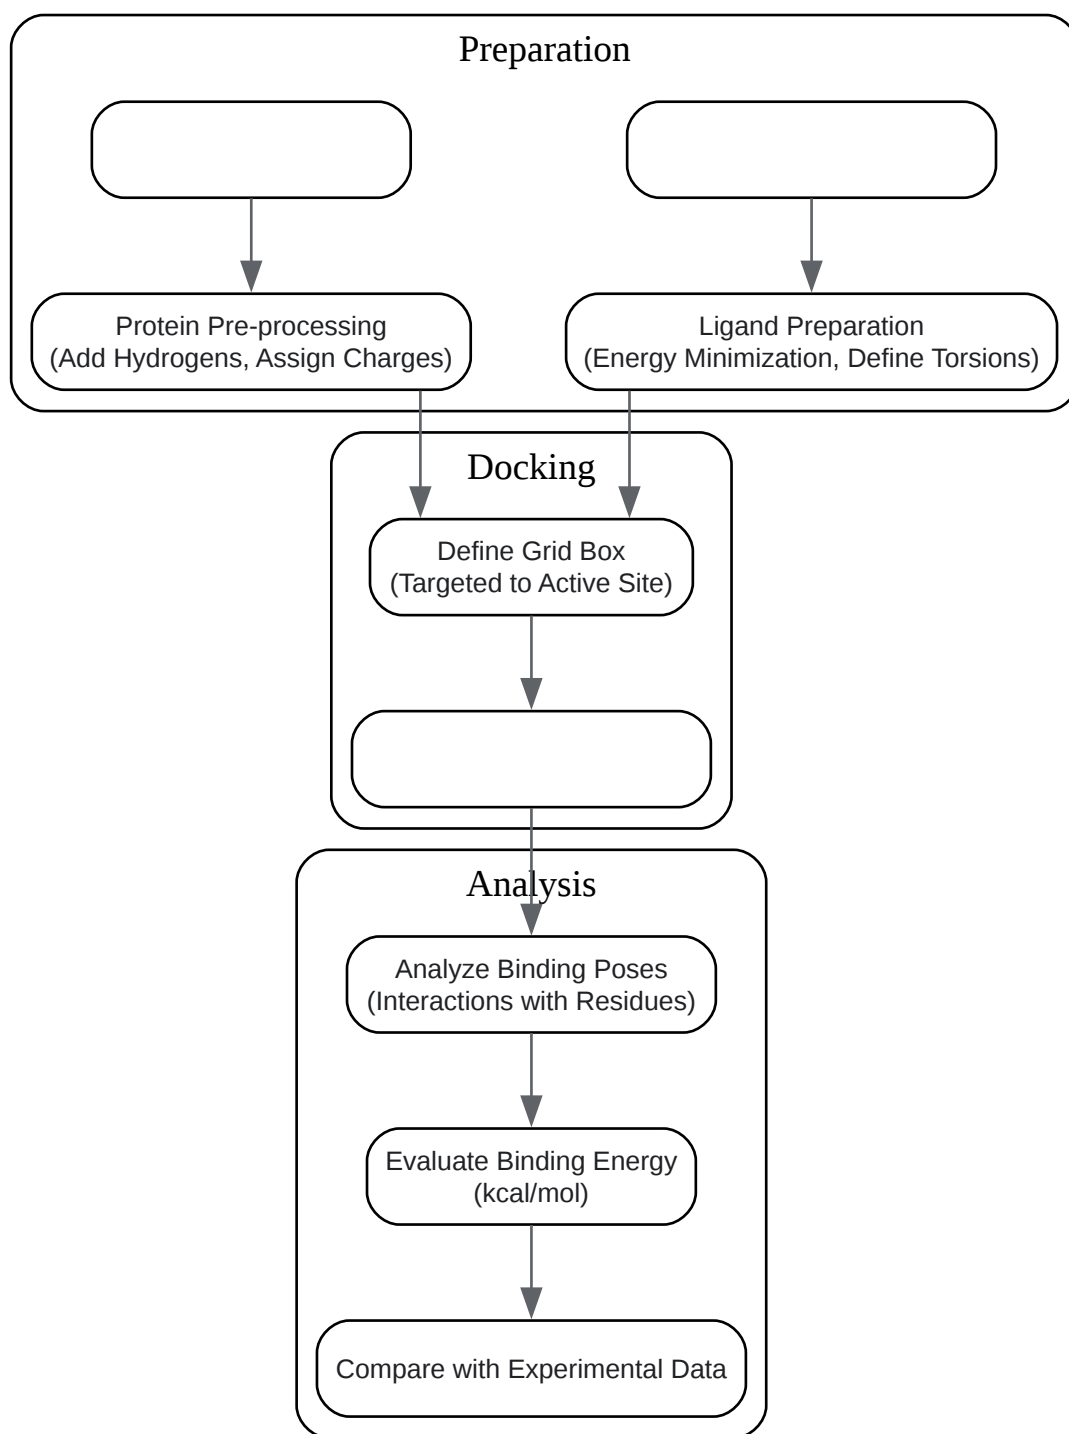 Preparation
Protein Pre-processing
(Add Hydrogens, Assign Charges)
Ligand Preparation
(Energy Minimization, Define Torsions)
Docking
Define Grid Box
(Targeted to Active Site)
Analysis
Analyze Binding Poses
(Interactions with Residues)
Evaluate Binding Energy
(kcal/mol)
Compare with Experimental Data